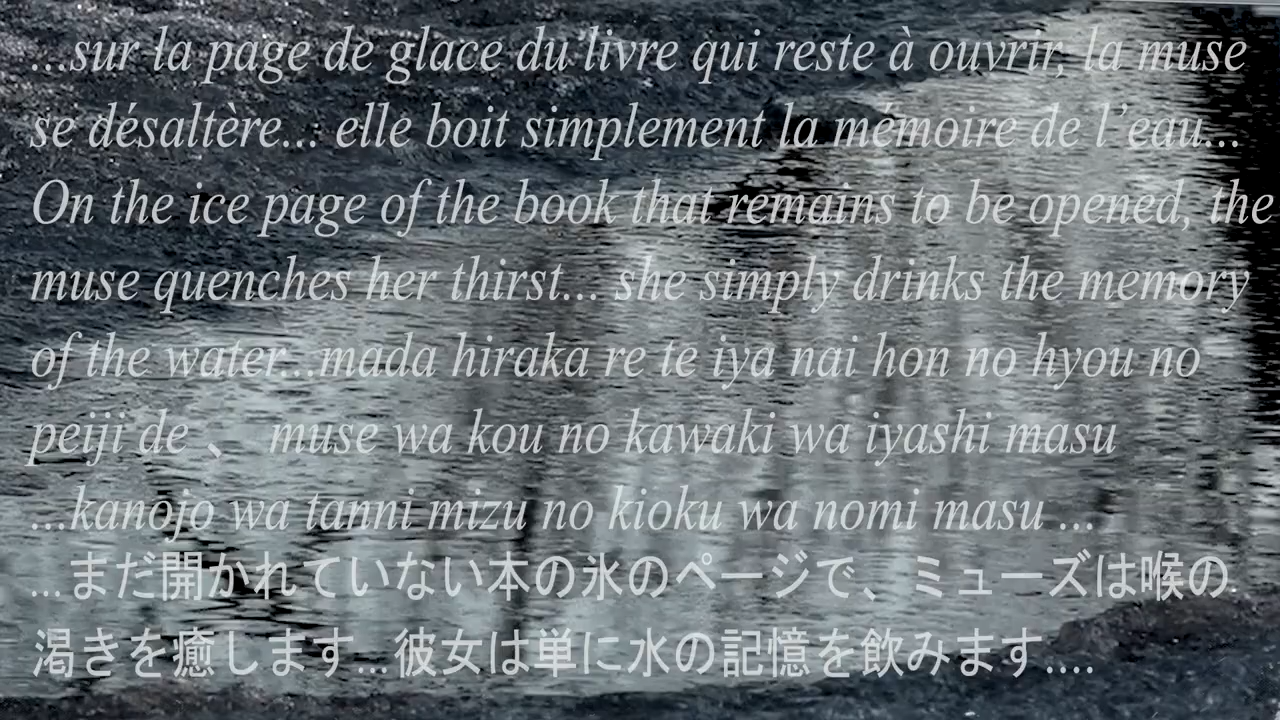 ...sur la page de glace du livre qui reste à ouvrir, la muse
se désaltère... elle boit simplement la mémoire de l’eau...
On the ice page of the book that remains to be opened, the
muse quenches her thirst... she simply drinks the memory
of the water...mada hiraka re te iya nai hon no hyou no
peiji de 、 muse wa kou no kawaki wa iyashi masu
...kanojo wa tanni mizu no kioku wa nomi masu ...
...まだ開かれていない本の氷のページで、ミューズは喉の
渇きを癒します...彼女は単に水の記憶を飲みます....